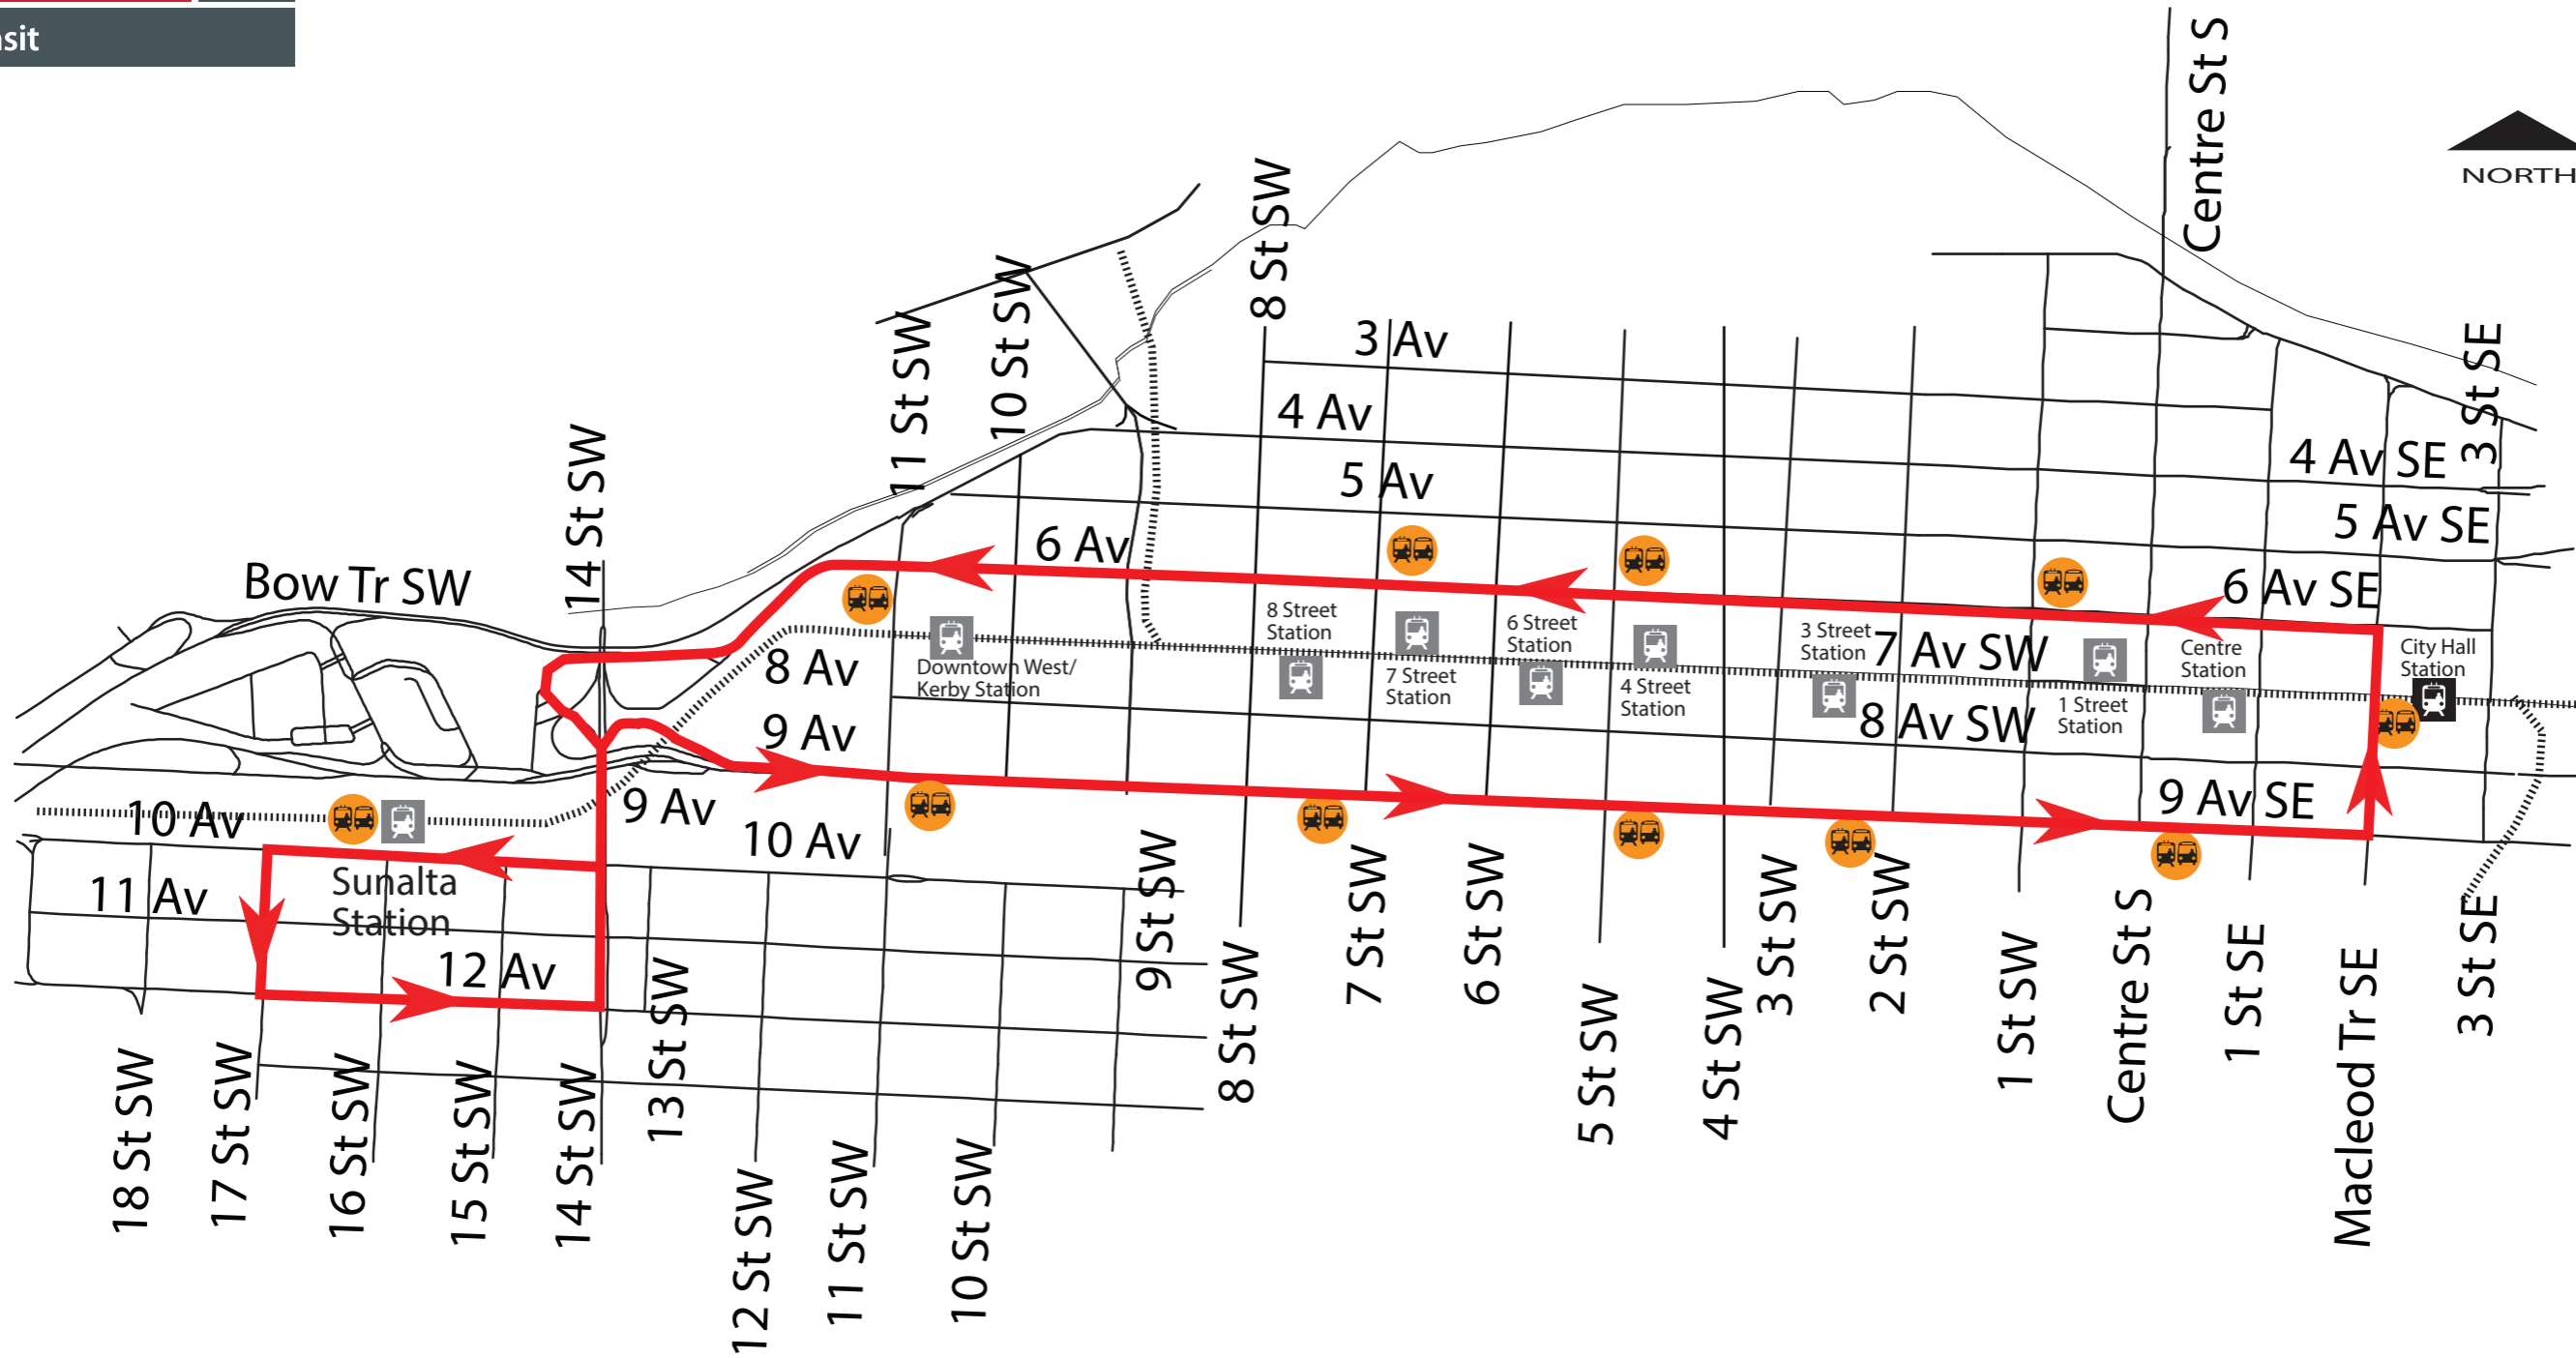 nsit
Centre St S
NORTH
8 St SW
10 St SW
11 St SW
3 Av
3 St SE
4 Av
14 St SW
4 Av SE
5 Av
5 Av SE
6 Av
Bow Tr SW
6 Av SE
8 Street
Station
6 Street
Station
3 Street
Station
7 Av SW
Centre
Station
City Hall
Station
8 Av
Downtown West/
Kerby Station
7 Street
Station
4 Street
Station
8 Av SW
1 Street
Station
9 Av
9 Av SE
10 Av
9 Av
10 Av
11 Av
Sunalta
Station
12 Av
9 St SW
7 St SW
6 St SW
3 St SW
2 St SW
18 St SW
17 St SW
16 St SW
15 St SW
14 St SW
13 St SW
12 St SW
11 St SW
10 St SW
8 St SW
5 St SW
4 St SW
1 St SW
Centre St S
1 St SE
Macleod Tr SE
3 St SE